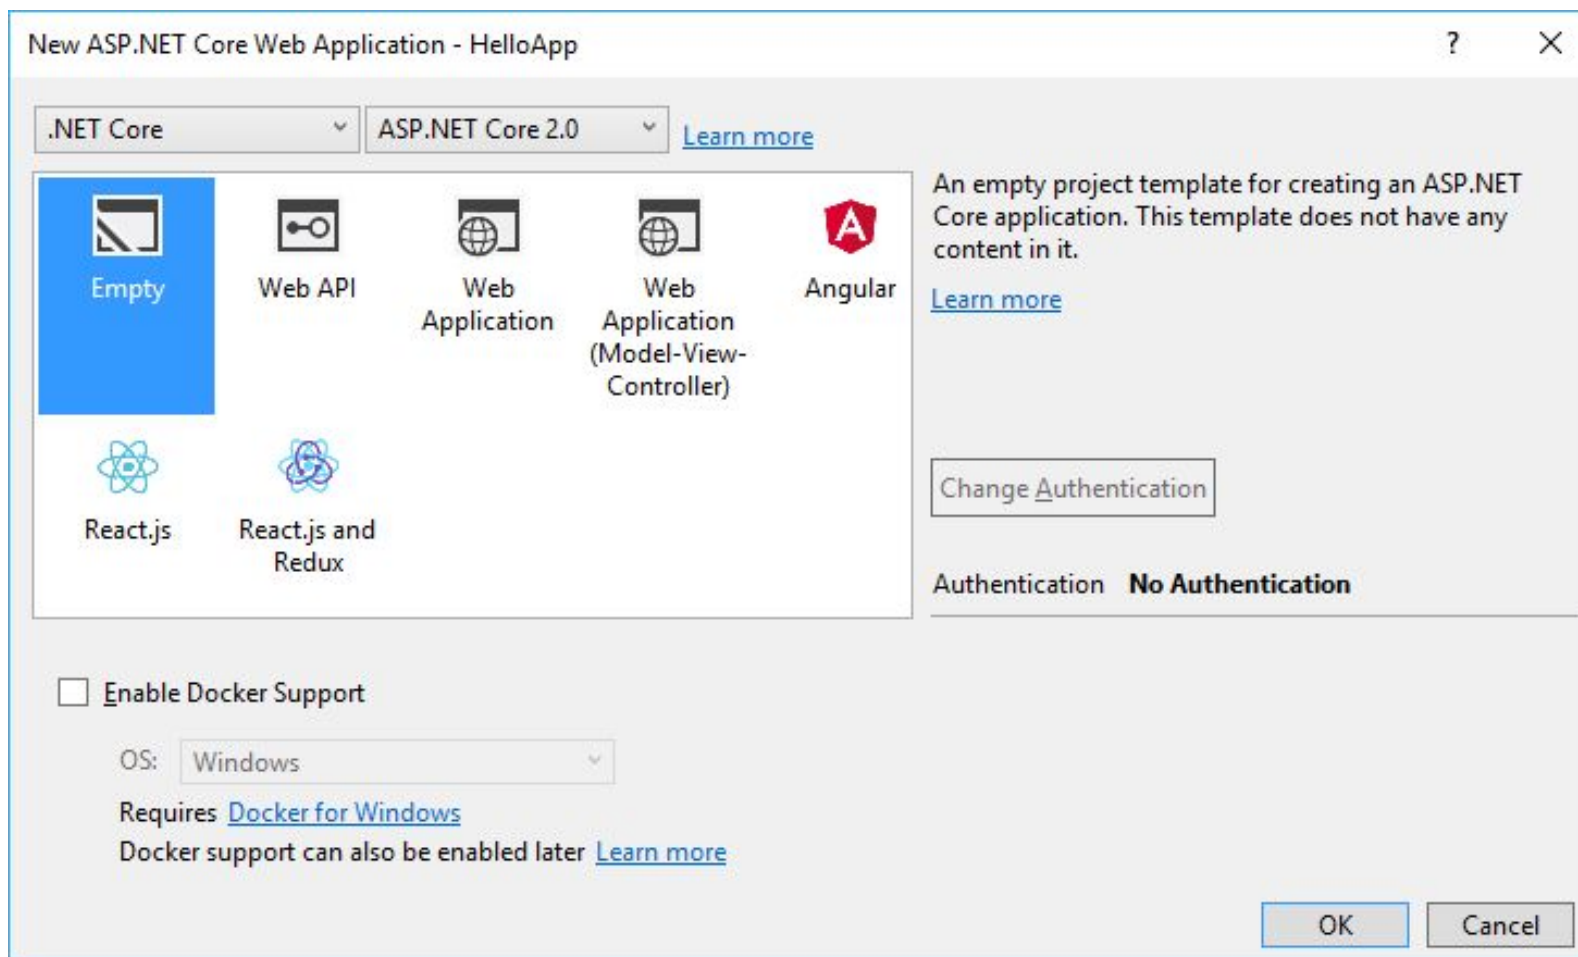 New ASP.NET Core Web Application - HelloApp
? 
.NET Core
ASP.NET Core 2.0
Learn more
Empty
Web API
Web
Application
Web
Application
(Model-View-
Controller)
Angular
React.js
React.js and
Redux
An empty project template for creating an ASP.NET
Core application. This template does not have any
content in it.
Learn more
Change Authentication
Authentication No Authentication
Enable Docker Support
OS: Windows
Requires Docker for Windows
Docker support can also be enabled later Learn more
OK
Cancel